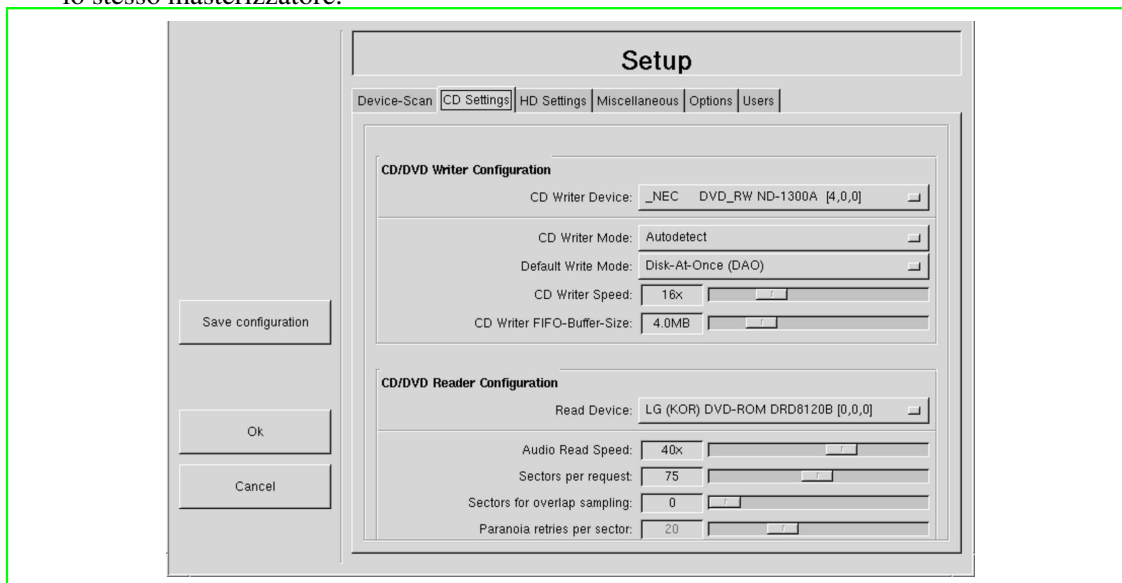 lo stesso masterizzatore.
Setup
Device-Scan CD Settings HD Settings Miscellaneous Options Users
CD/DVD Writer Configuration
CD Writer Device: _NEC DVD_RW ND-1300A [4,0,0]
CD Writer Mode: Autodetect
Default Write Mode: Disk-At-Once (DAO)
CD Writer Speed: 16x
CD Writer FIFO-Buffer-Size: 4.0MB
CD/DVD Reader Configuration
Read Device: LG (KOR) DVD-ROM DRD8120B [0,0,0]
Audio Read Speed: 40x
Sectors per request: 75
Sectors for overlap sampling: 0
Paranoia retries per sector: 20
Save configuration
Ok
Cancel